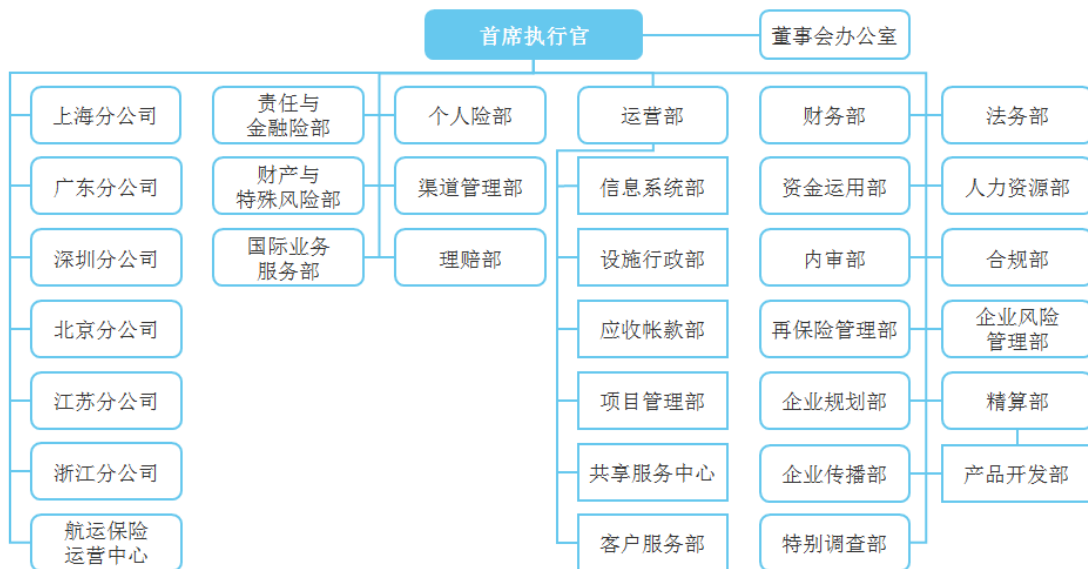 首席执行官
董事会办公室
上海分公司
责任与
金融险部
个人险部
运营部
财务部
法务部
广东分公司
财产与
特殊风险部
渠道管理部
信息系统部
资金运用部
人力资源部
深圳分公司
国际业务
服务部
理赔部
设施行政部
内审部
合规部
北京分公司
应收帐款部
再保险管理部
企业风险
管理部
江苏分公司
项目管理部
企业规划部
精算部
浙江分公司
共享服务中心
企业传播部
产品开发部
航运保险
运营中心
客户服务部
特别调查部